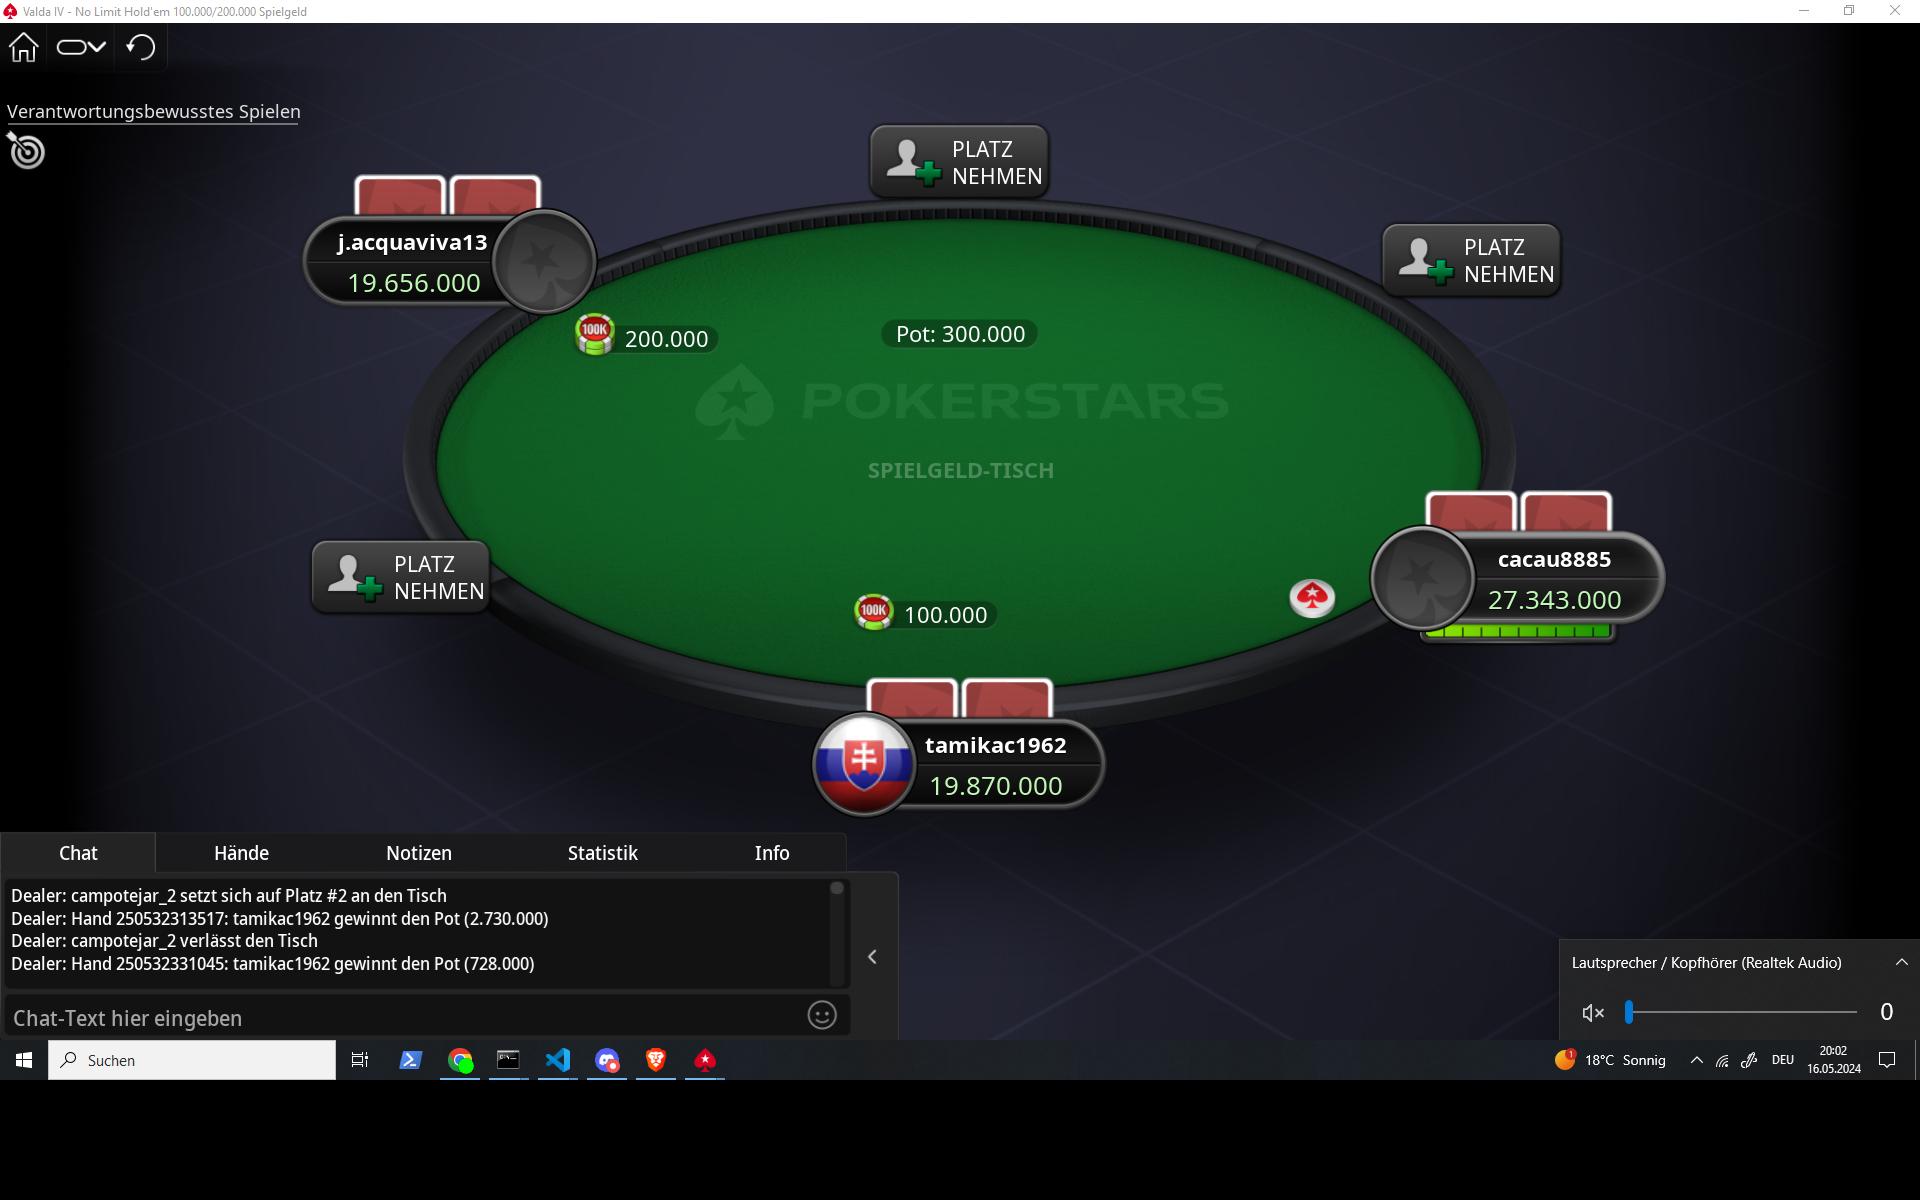 Valda IV - No Limit Hold'em 100.000/200.000 Spielgeld
Verantwortungsbewusstes Spielen
PLATZ
NEHMEN
j.acquaviva13
19.656.000
PLATZ
NEHMEN
100K
200.000
Pot: 300.000
POKERSTARS
SPIELGELD-TISCH
PLATZ
NEHMEN
cacau8885
27.343.000
100K
100.000
tamikac1962
19.870.000
Chat
Hände
Notizen
Statistik
Info
Dealer: campotejar_2 setzt sich auf Platz #2 an den Tisch
Dealer: Hand 250532313517: tamikac1962 gewinnt den Pot (2.730.000)
Dealer: campotejar_2 verlässt den Tisch
Dealer: Hand 250532331045: tamikac1962 gewinnt den Pot (728.000)
Chat-Text hier eingeben
Lautsprecher / Kopfhörer (Realtek Audio)
0
Suchen
1
18°C Sonnig
DEU
20:02
16.05.2024